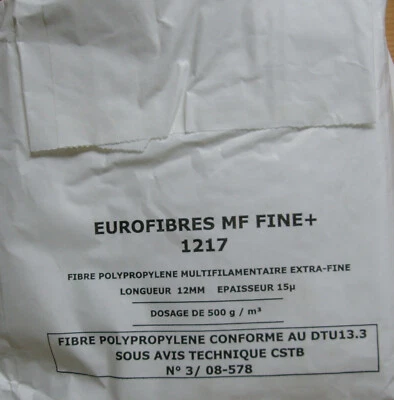 EUROFIBRES MF FINE+
1217
FIBRE POLYPROPYLENE MULTIFILAMENTAIRE EXTRA-FINE
LONGUEUR 12MM EPAISSEUR 15µ
DOSAGE DE 500 g / m³
FIBRE POLYPROPYLENE CONFORME AU DTU13.3
SOUS AVIS TECHNIQUE CSTB
N° 3/ 08-578